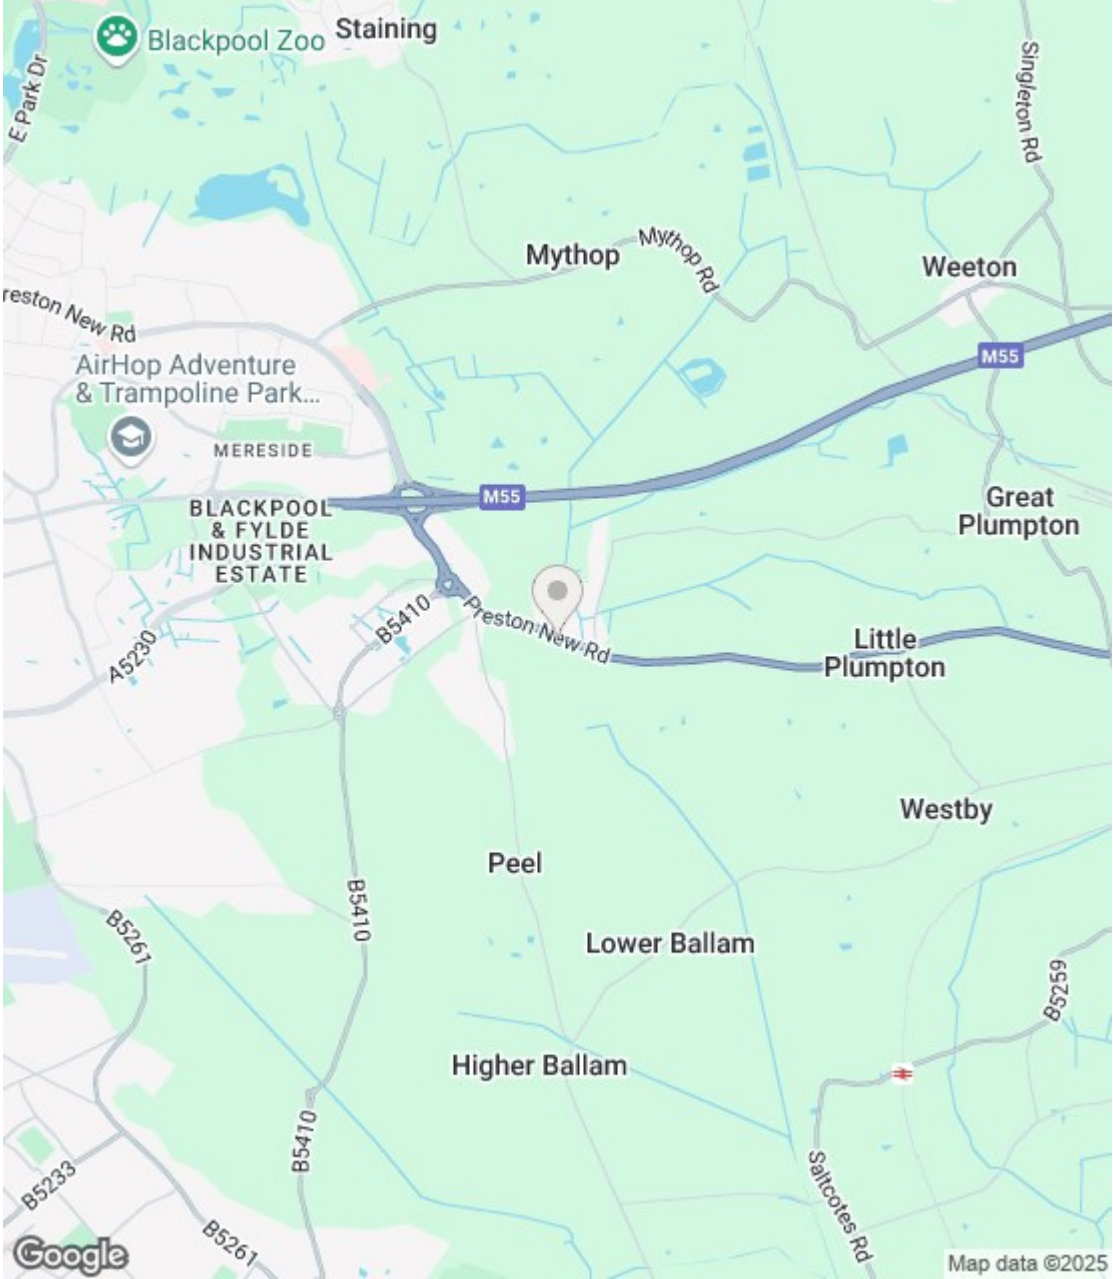 Blackpool Zoo
Staining
E Park Dr
Singleton Rd
Mythop
Mythop Rd
Weeton
reston New Rd
M55
AirHop Adventure
& Trampoline Park...
MERESIDE
M55
BLACKPOOL
& FYLDE
INDUSTRIAL
ESTATE
Great
Plumpton
B5410
Preston New Rd
A5230
Little
Plumpton
Westby
Peel
B5410
B5261
Lower Ballam
B5259
Higher Ballam
B5410
B5233
Saltcotes Rd
B5261
Google
Map data ©2025